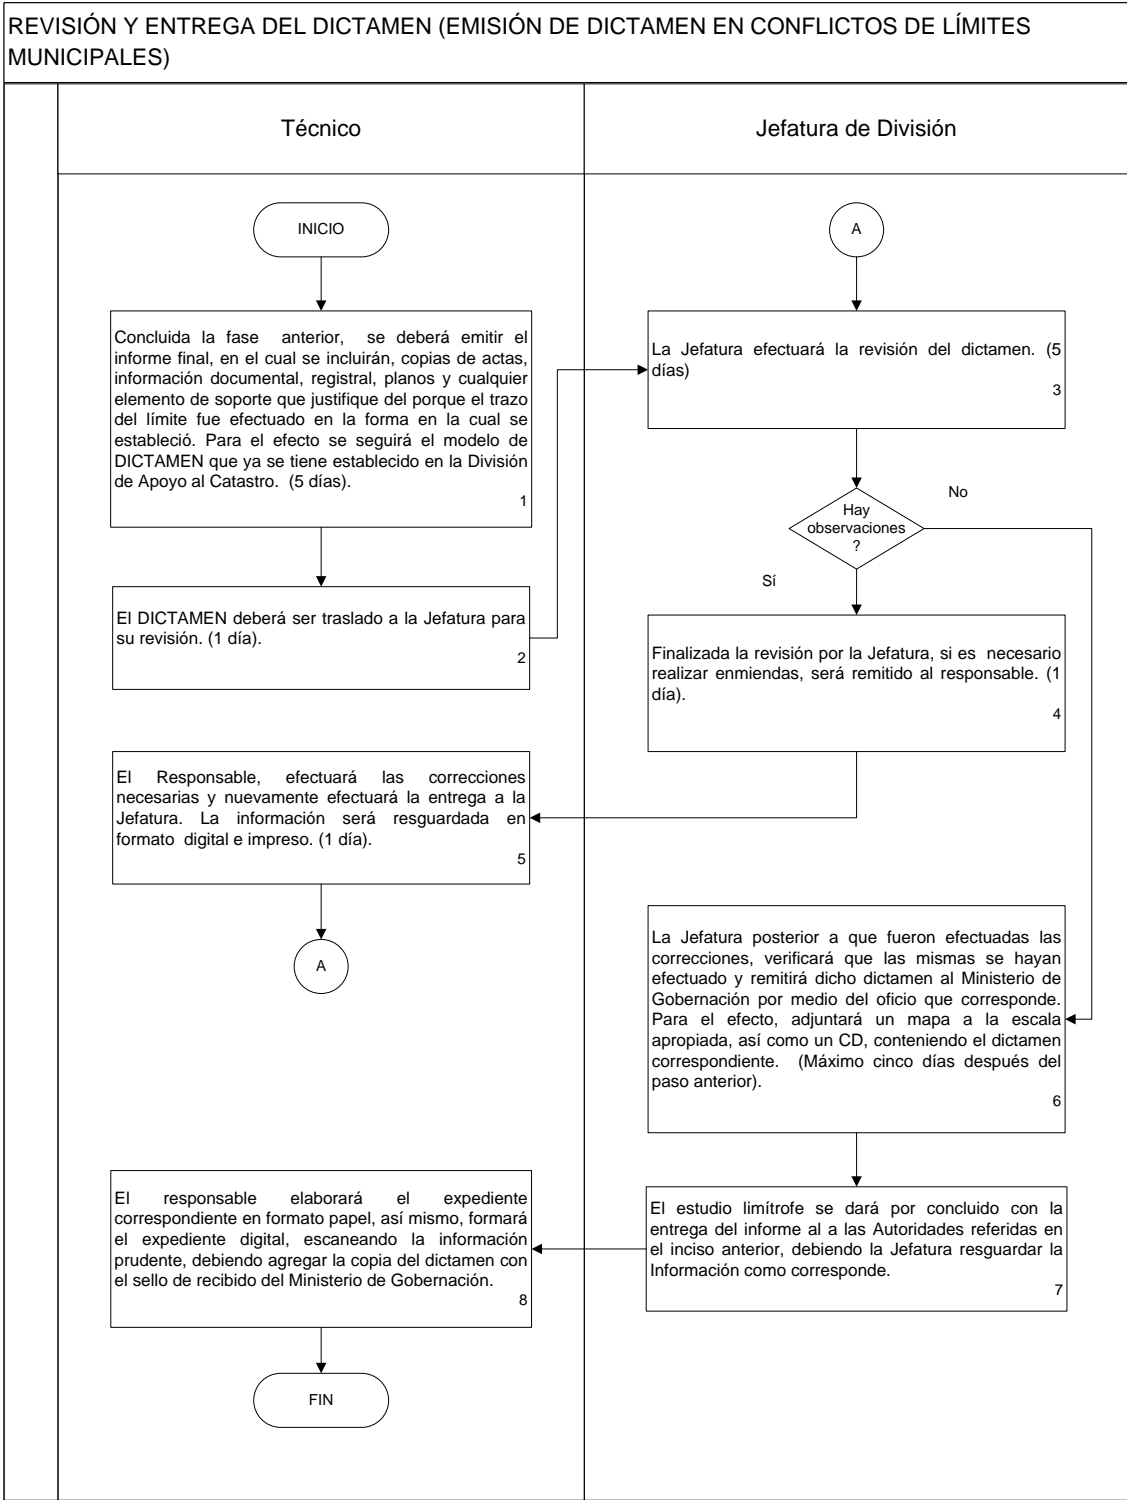 REVISIÓN Y ENTREGA DEL DICTAMEN (EMISIÓN DE DICTAMEN EN CONFLICTOS DE LÍMITES
MUNICIPALES)
Técnico
Jefatura de División
INICIO
Concluida la fase anterior, se deberá emitir el
informe final, en el cual se incluirán, copias de actas,
información documental, registral, planos y cualquier
elemento de soporte que justifique del porque el trazo
del límite fue efectuado en la forma en la cual se
estableció. Para el efecto se seguirá el modelo de
DICTAMEN que ya se tiene establecido en la División
de Apoyo al Catastro. (5 días).
1
El DICTAMEN deberá ser traslado a la Jefatura para
su revisión. (1 día).
2
A
La Jefatura efectuará la revisión del dictamen. (5
días)
3
Hay
observaciones
?
No
Sí
Finalizada la revisión por la Jefatura, si es necesario
realizar enmiendas, será remitido al responsable. (1
día).
4
El Responsable, efectuará las correcciones
necesarias y nuevamente efectuará la entrega a la
Jefatura. La información será resguardada en
formato digital e impreso. (1 día).
5
A
La Jefatura posterior a que fueron efectuadas las
correcciones, verificará que las mismas se hayan
efectuado y remitirá dicho dictamen al Ministerio de
Gobernación por medio del oficio que corresponde.
Para el efecto, adjuntará un mapa a la escala
apropiada, así como un CD, conteniendo el dictamen
correspondiente. (Máximo cinco días después del
paso anterior).
6
El estudio limítrofe se dará por concluido con la
entrega del informe al a las Autoridades referidas en
el inciso anterior, debiendo la Jefatura resguardar la
Información como corresponde.
7
El responsable elaborará el expediente
correspondiente en formato papel, así mismo, formará
el expediente digital, escaneando la información
prudente, debiendo agregar la copia del dictamen con
el sello de recibido del Ministerio de Gobernación.
8
FIN